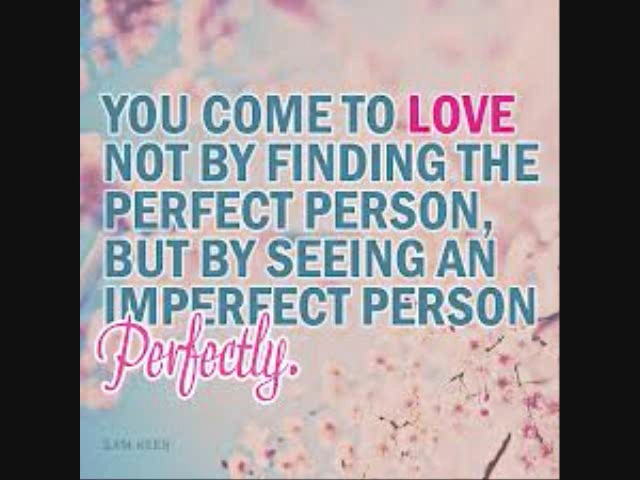 YOU COME TO LOVE
NOT BY FINDING THE
PERFECT PERSON,
BUT BY SEEING AN
IMPERFECT PERSON
Perfectly.
SAM KEEN